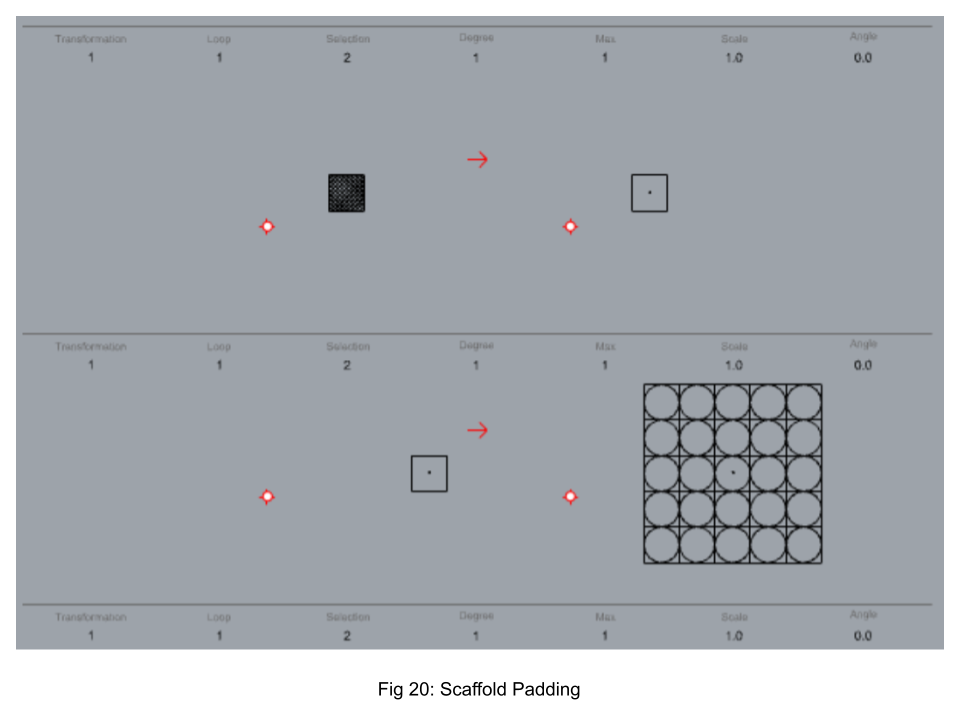 Transformation Loop Selection Degree Max Scale Angle
1 1 2 1 1 1.0 0.0
Transformation Loop Selection Degree Max Scale Angle
1 1 2 1 1 1.0 0.0
Transformation Loop Selection Degree Max Scale Angle
1 1 2 1 1 1.0 0.0
Fig 20: Scaffold Padding